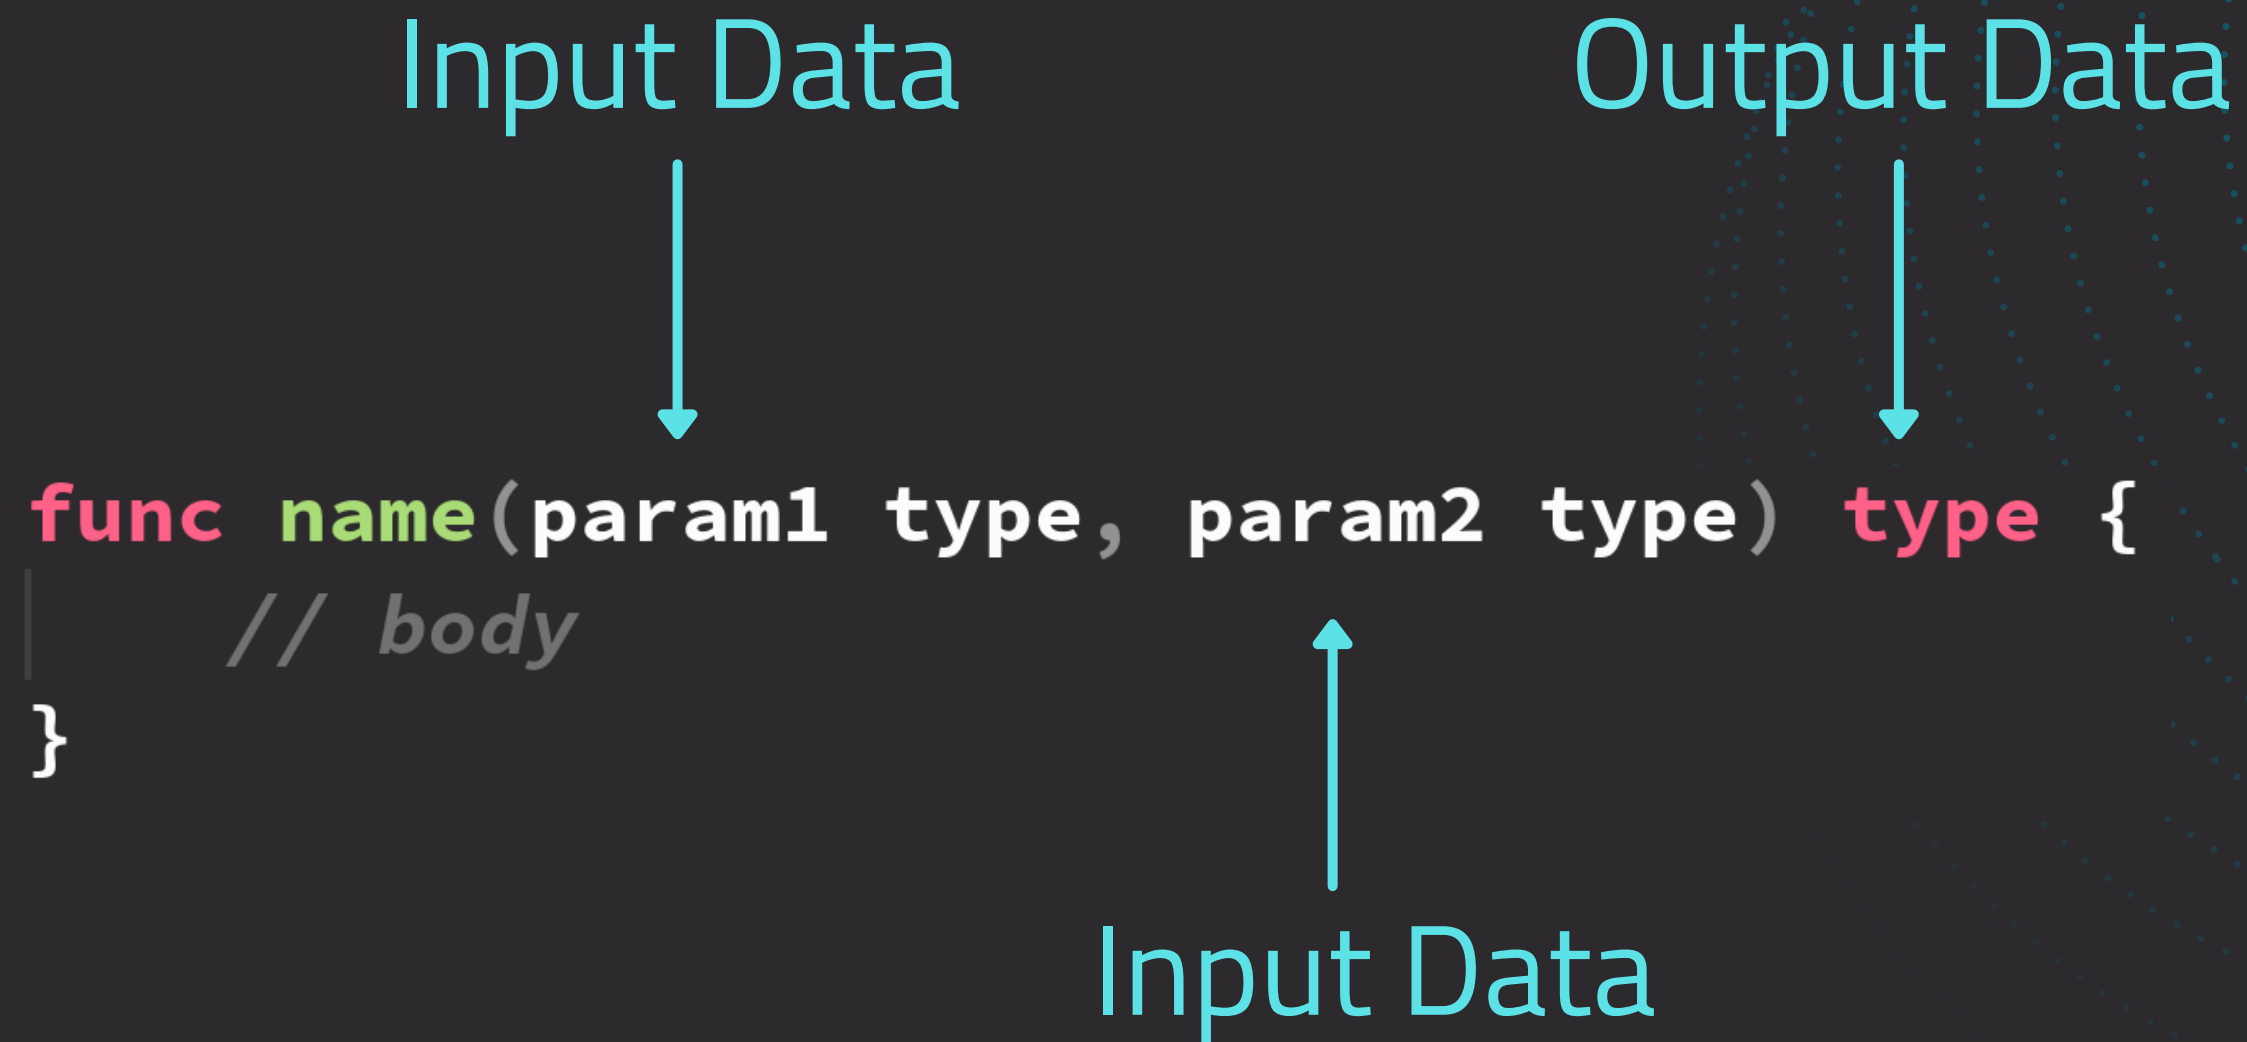 Input Data
Output Data
func name(param1 type, param2 type) type {
// body
}
Input Data